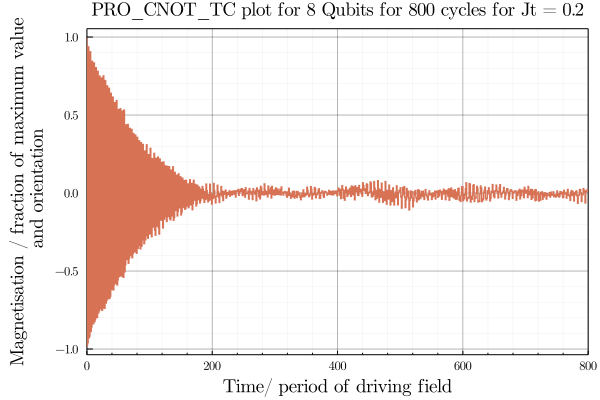 PRO_CNOT_TC plot for 8 Qubits for 800 cycles for Jt = 0.2
Magnetisation / fraction of maximum value
and orientation
1.0
0.5
0.0
−0.5
−1.0
0
200
400
600
800
Time/ period of driving field